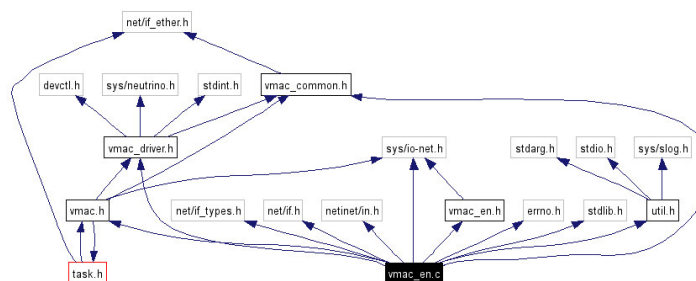 net/if_ether.h
devctl.h
sys/neutrino.h
stdint.h
vmac_common.h
vmac_driver.h
sys/io-net.h
stdarg.h
stdio.h
sys/slog.h
vmac.h
net/if_types.h
net/if.h
netinet/in.h
vmac_en.h
errno.h
stdlib.h
util.h
task.h
vmac_en.c